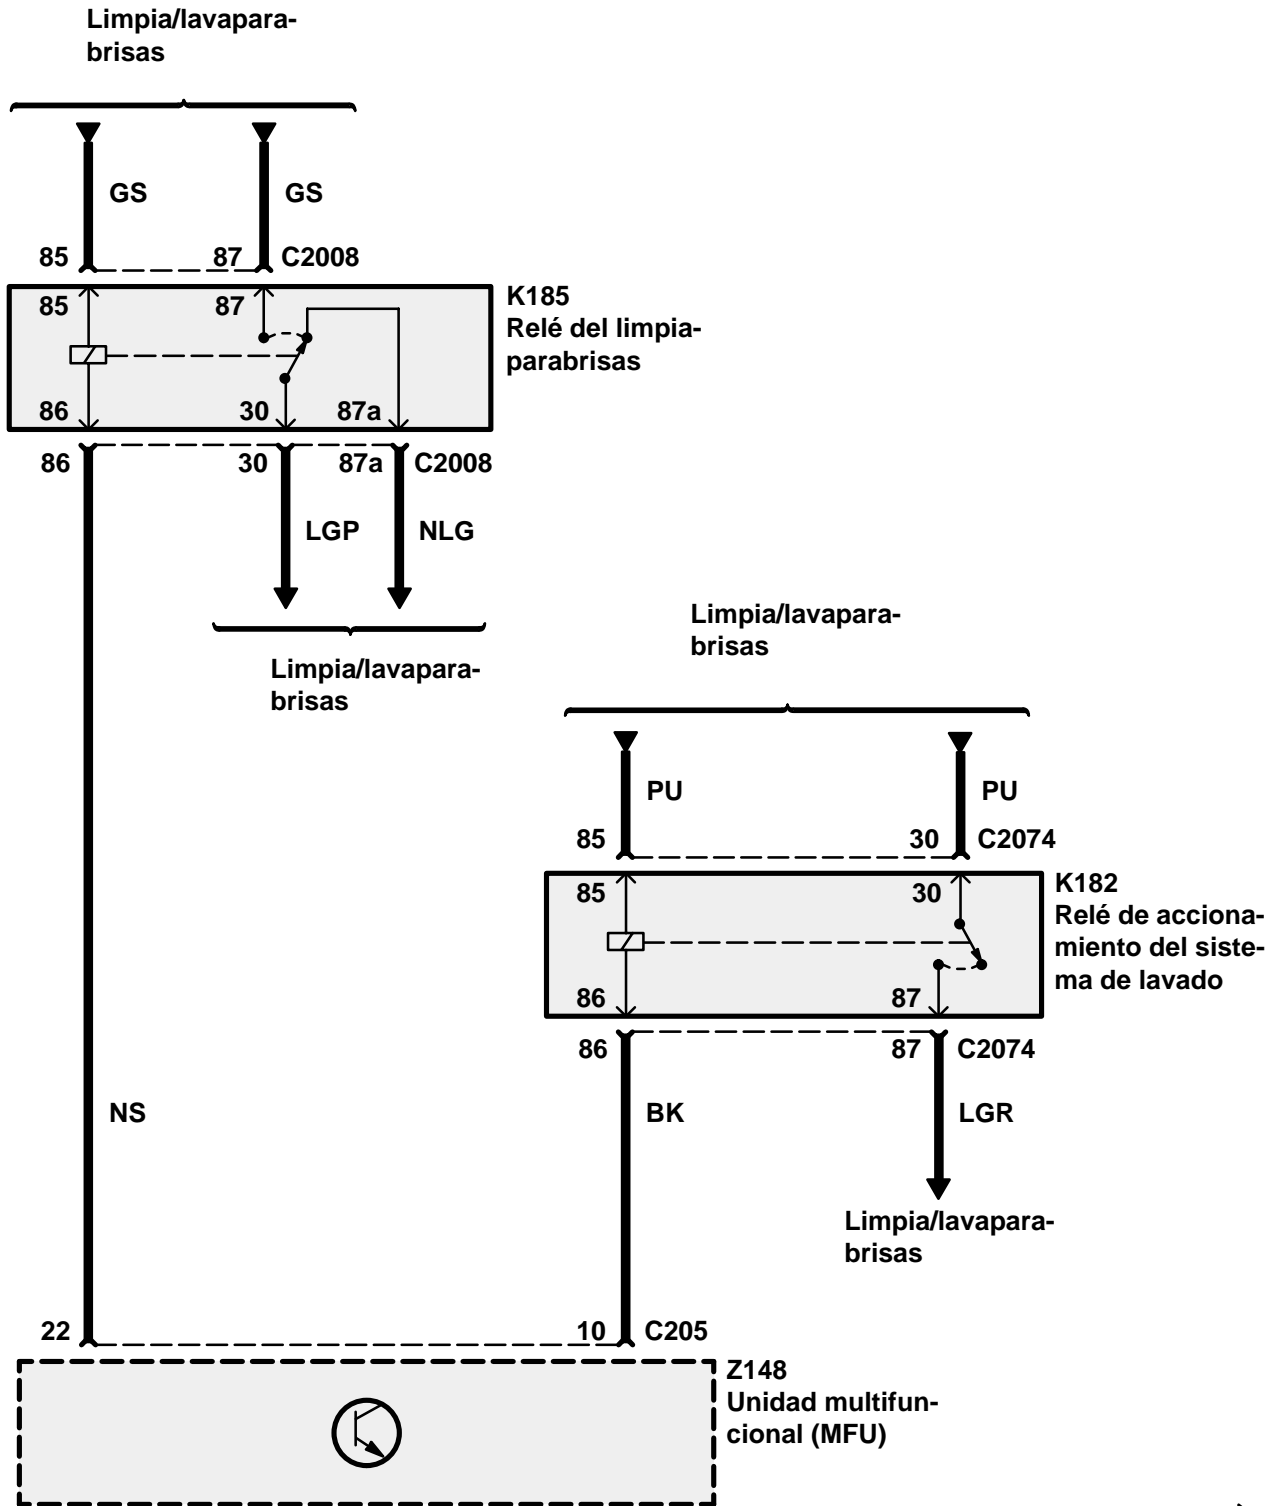 Limpia/lavapara-
brisas
GS
GS
85
87
C2008
85
87
K185
Relé del limpia-
parabrisas
86
30
87a
86
30
87a
C2008
LGP
NLG
Limpia/lavapara-
brisas
Limpia/lavapara-
brisas
PU
PU
85
30
C2074
85
30
K182
Relé de acciona-
miento del siste-
ma de lavado
86
87
86
87
C2074
NS
BK
LGR
Limpia/lavapara-
brisas
22
10
C205
Z148
Unidad multifun-
cional (MFU)